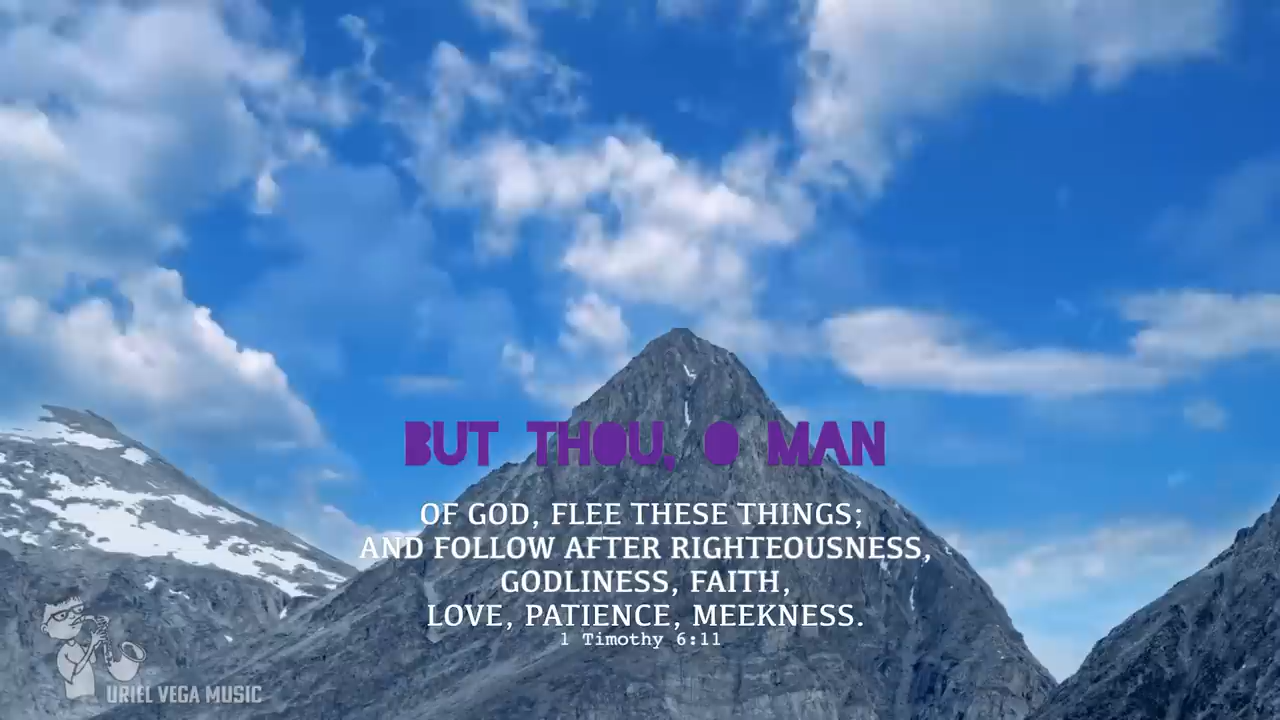 BUT THOU, O MAN
OF GOD, FLEE THESE THINGS;
AND FOLLOW AFTER RIGHTEOUSNESS,
GODLINESS, FAITH,
LOVE, PATIENCE, MEEKNESS.
1 Timothy 6:11
URIEL VEGA MUSIC